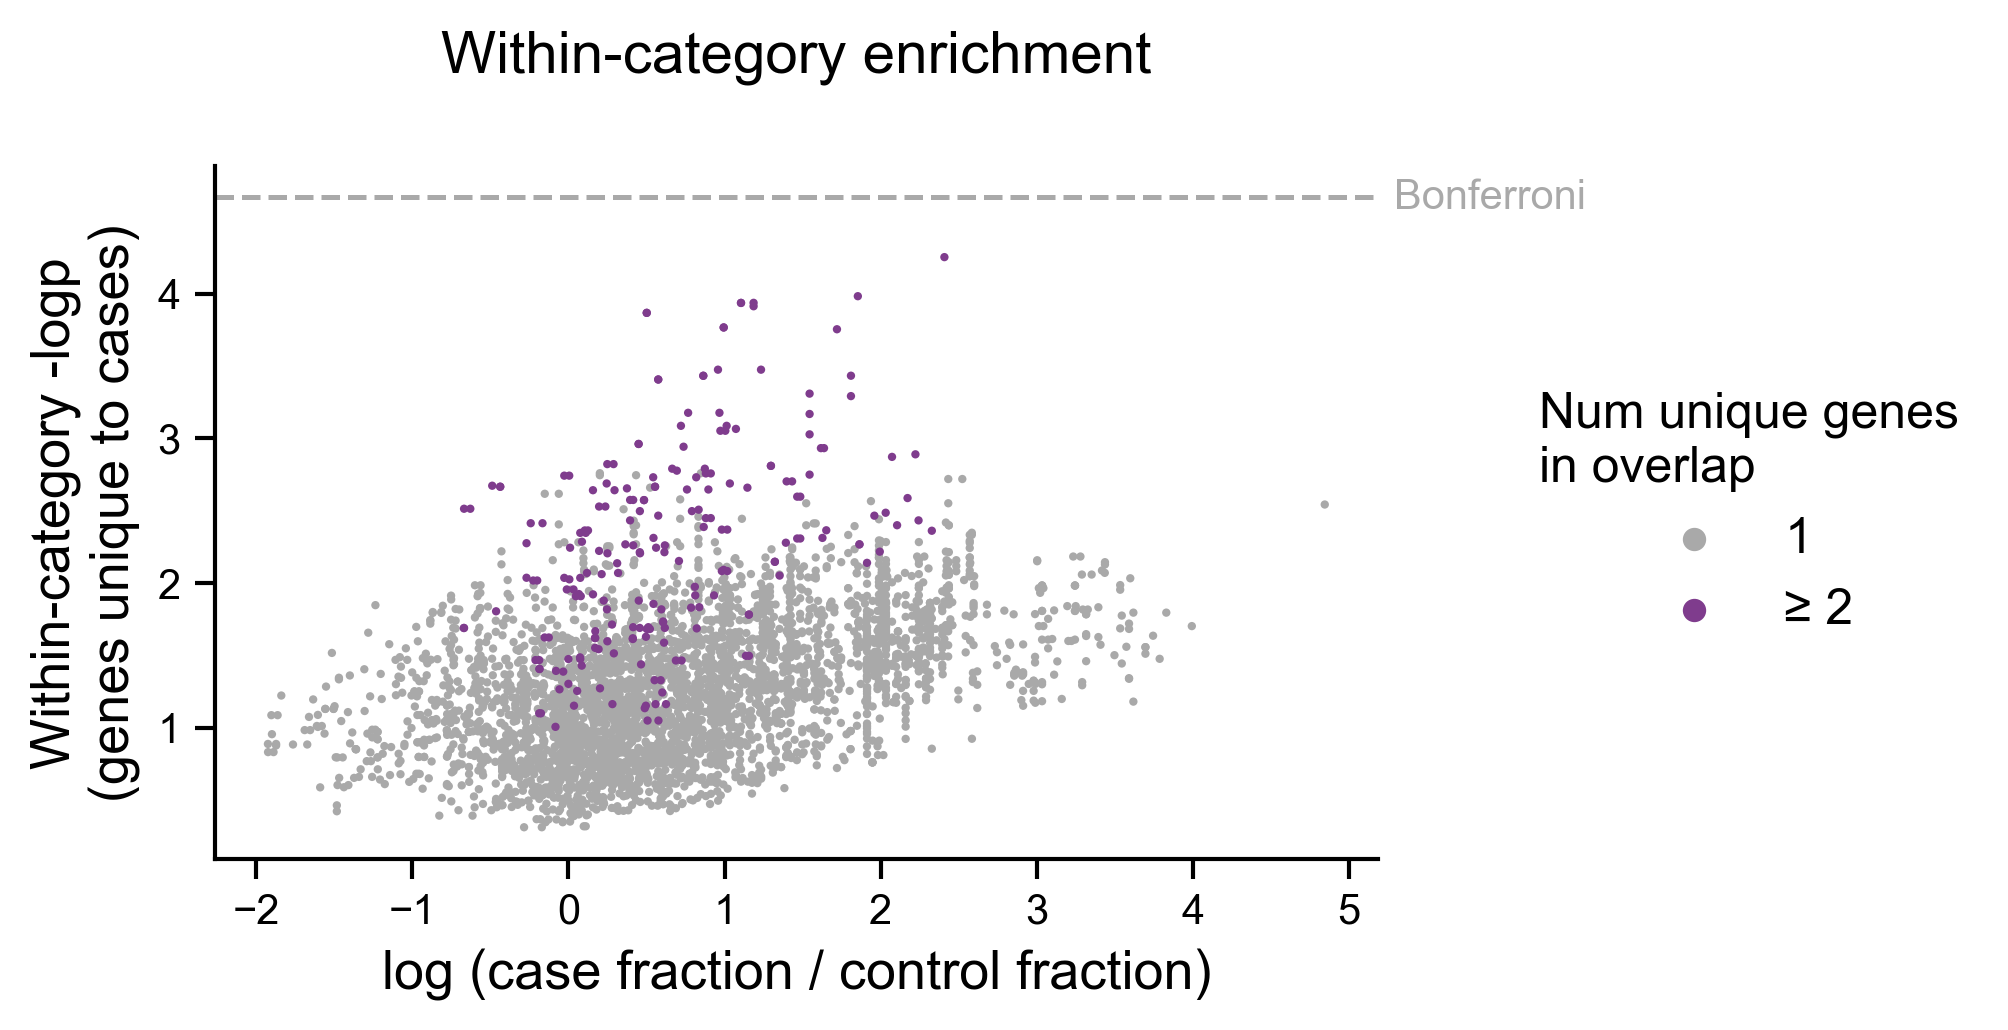 Within-category enrichment
Bonferroni
Within-category -logp
(genes unique to cases)
4
3
2
1
−2
−1
0
1
2
3
4
5
log (case fraction / control fraction)
Num unique genes
in overlap
1
≥ 2